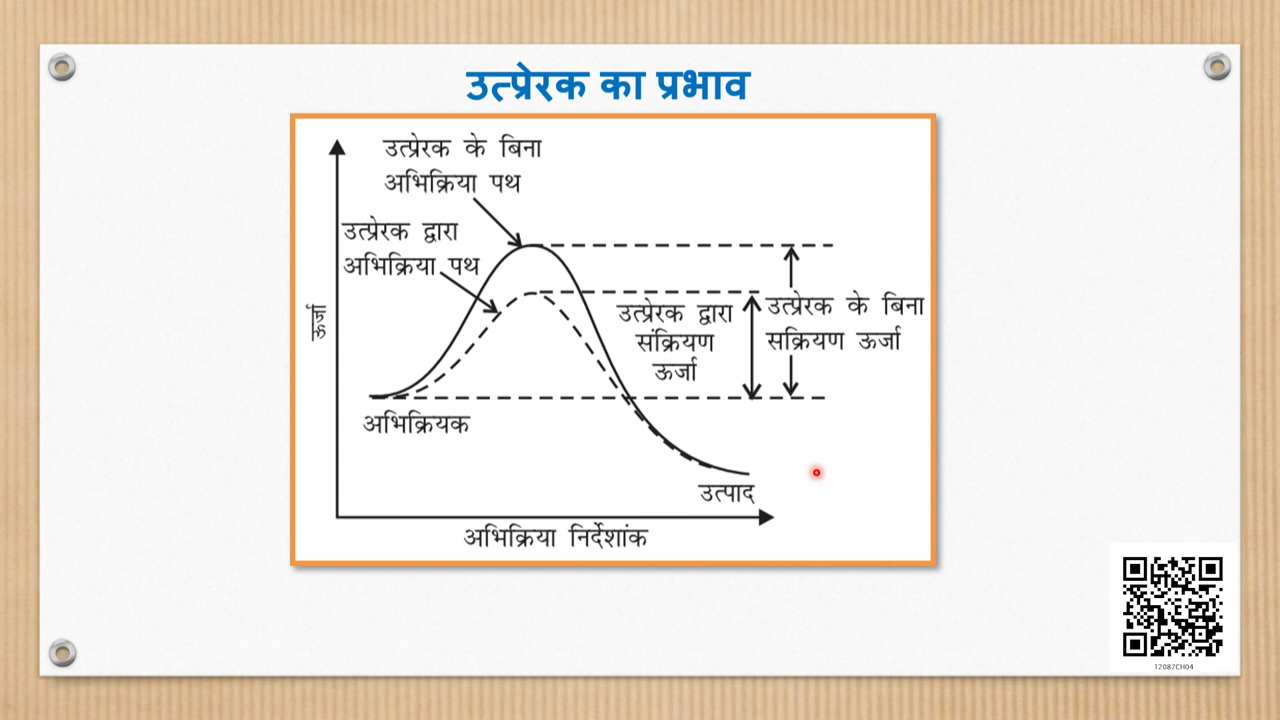 उत्प्रेरक का प्रभाव
उत्प्रेरक के बिना
अभिक्रिया पथ
उत्प्रेरक द्वारा
अभिक्रिया पथ
ऊर्जा
उत्प्रेरक द्वारा
संक्रियण
ऊर्जा
उत्प्रेरक के बिना
सक्रियण ऊर्जा
अभिक्रियक
उत्पाद
अभिक्रिया निर्देशांक
12087CH04